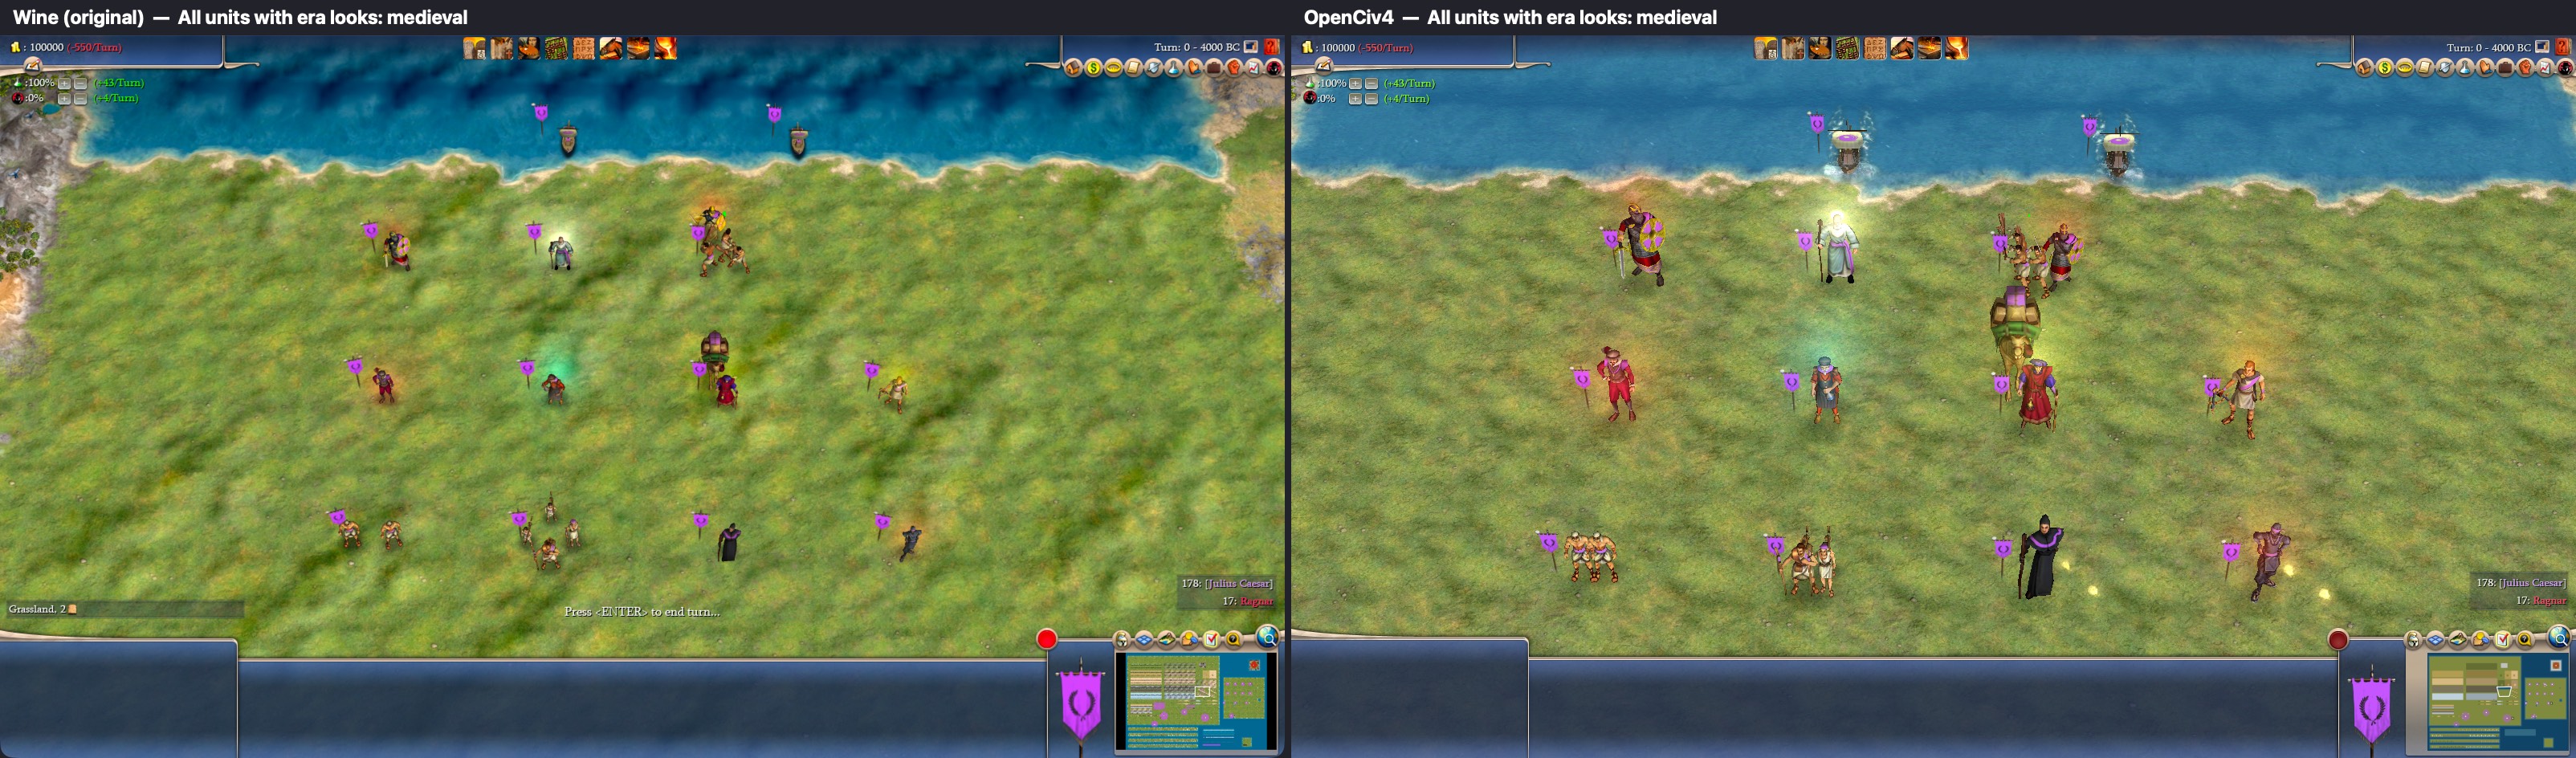 Wine (original) — All units with era looks: medieval
: 100000 (-550/Turn)
Turn: 0 - 4000 BC
:100% (+43/Turn)
:0% (+4/Turn)
178: [Julius Caesar]
17: Ragnar
Grassland, 2
Press <ENTER> to end turn...
OpenCiv4 — All units with era looks: medieval
: 100000 (-550/Turn)
Turn: 0 - 4000 BC
:100% (+43/Turn)
:0% (+4/Turn)
178: [Julius Caesar]
17: Ragnar